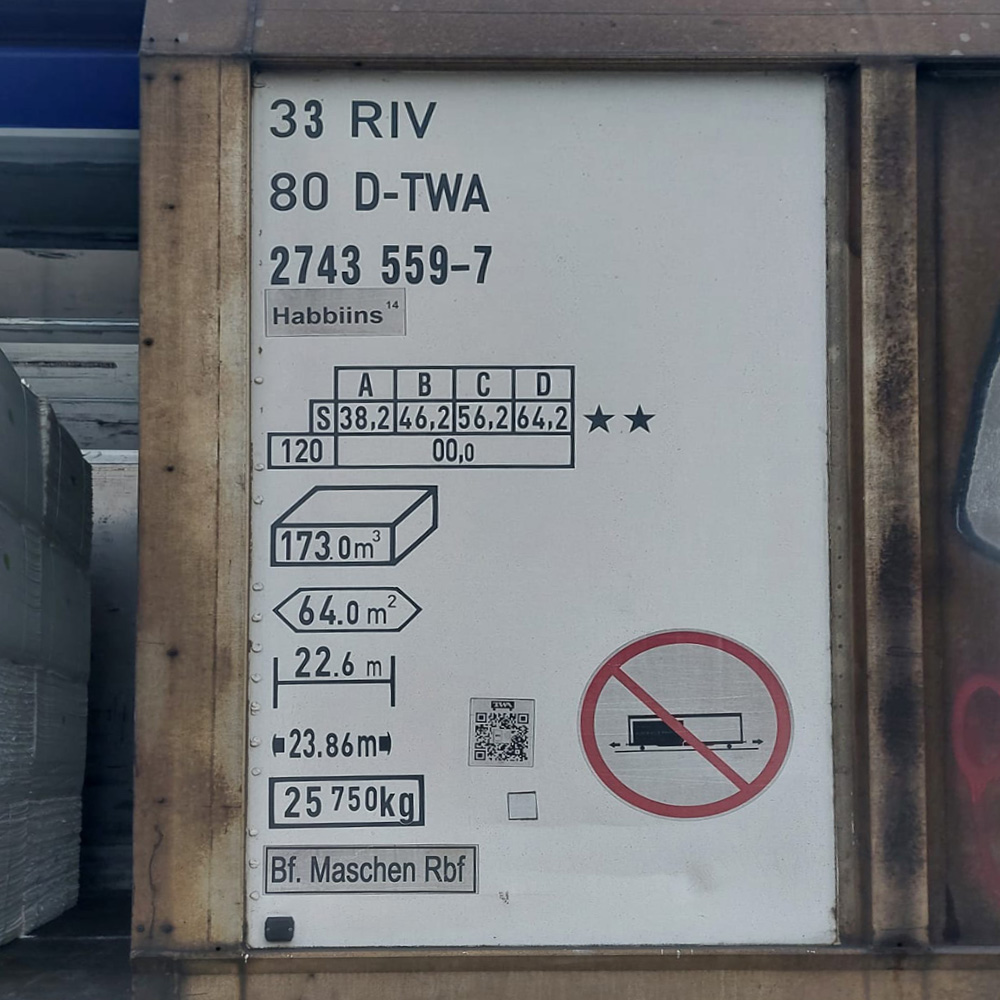 33 RIV
80 D-TWA
2743 559-7
Habbiins 14
A B C D
S 38,2 46,2 56,2 64,2 ★★
120 00,0
173.0m³
64.0 m²
22.6 m
23.86m
25 750kg
Bf. Maschen Rbf